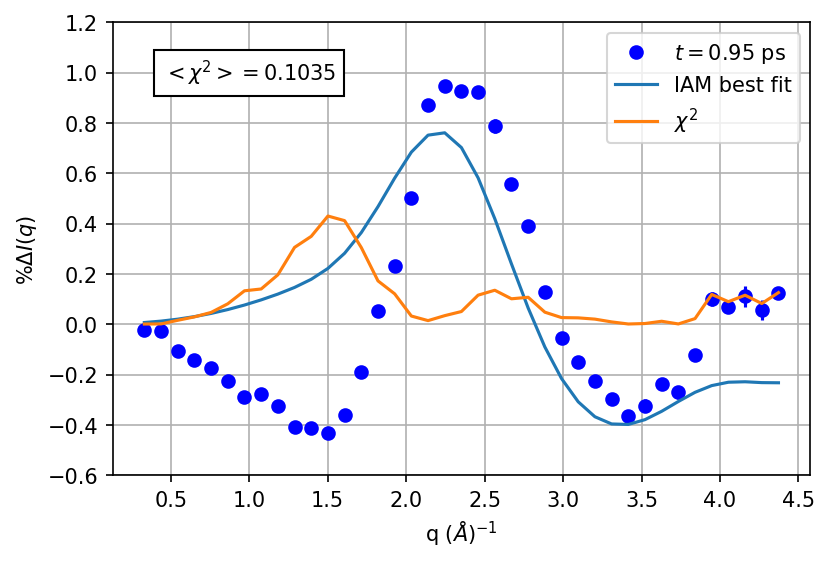 1.2
1.0
0.8
0.6
0.4
0.2
0.0
−0.2
−0.4
−0.6
%ΔI(q)
< χ² > = 0.1035
t = 0.95 ps
IAM best fit
χ²
0.5 1.0 1.5 2.0 2.5 3.0 3.5 4.0 4.5
q (Å)⁻¹